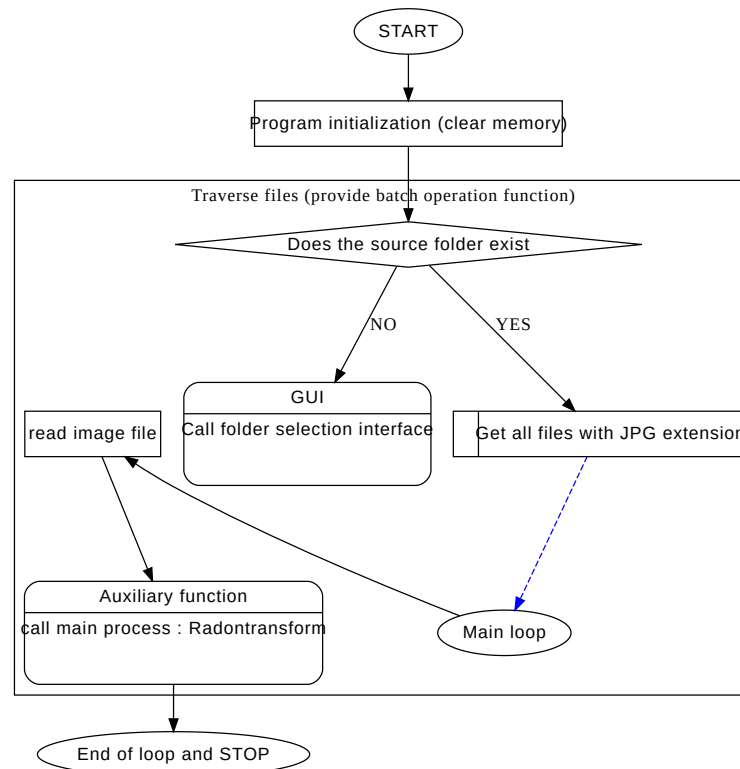 START
Program initialization (clear memory)
Traverse files (provide batch operation function)
Does the source folder exist
NO
YES
GUI
Call folder selection interface
read image file
Get all files with JPG extension
Auxiliary function
call main process : Radontransform
Main loop
End of loop and STOP